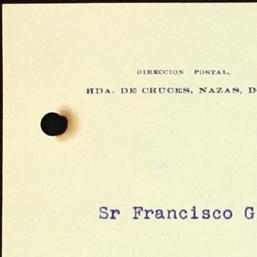 DIRECCION POSTAL,
HDA. DE CRUCES, NAZAS, D
Sr Francisco G